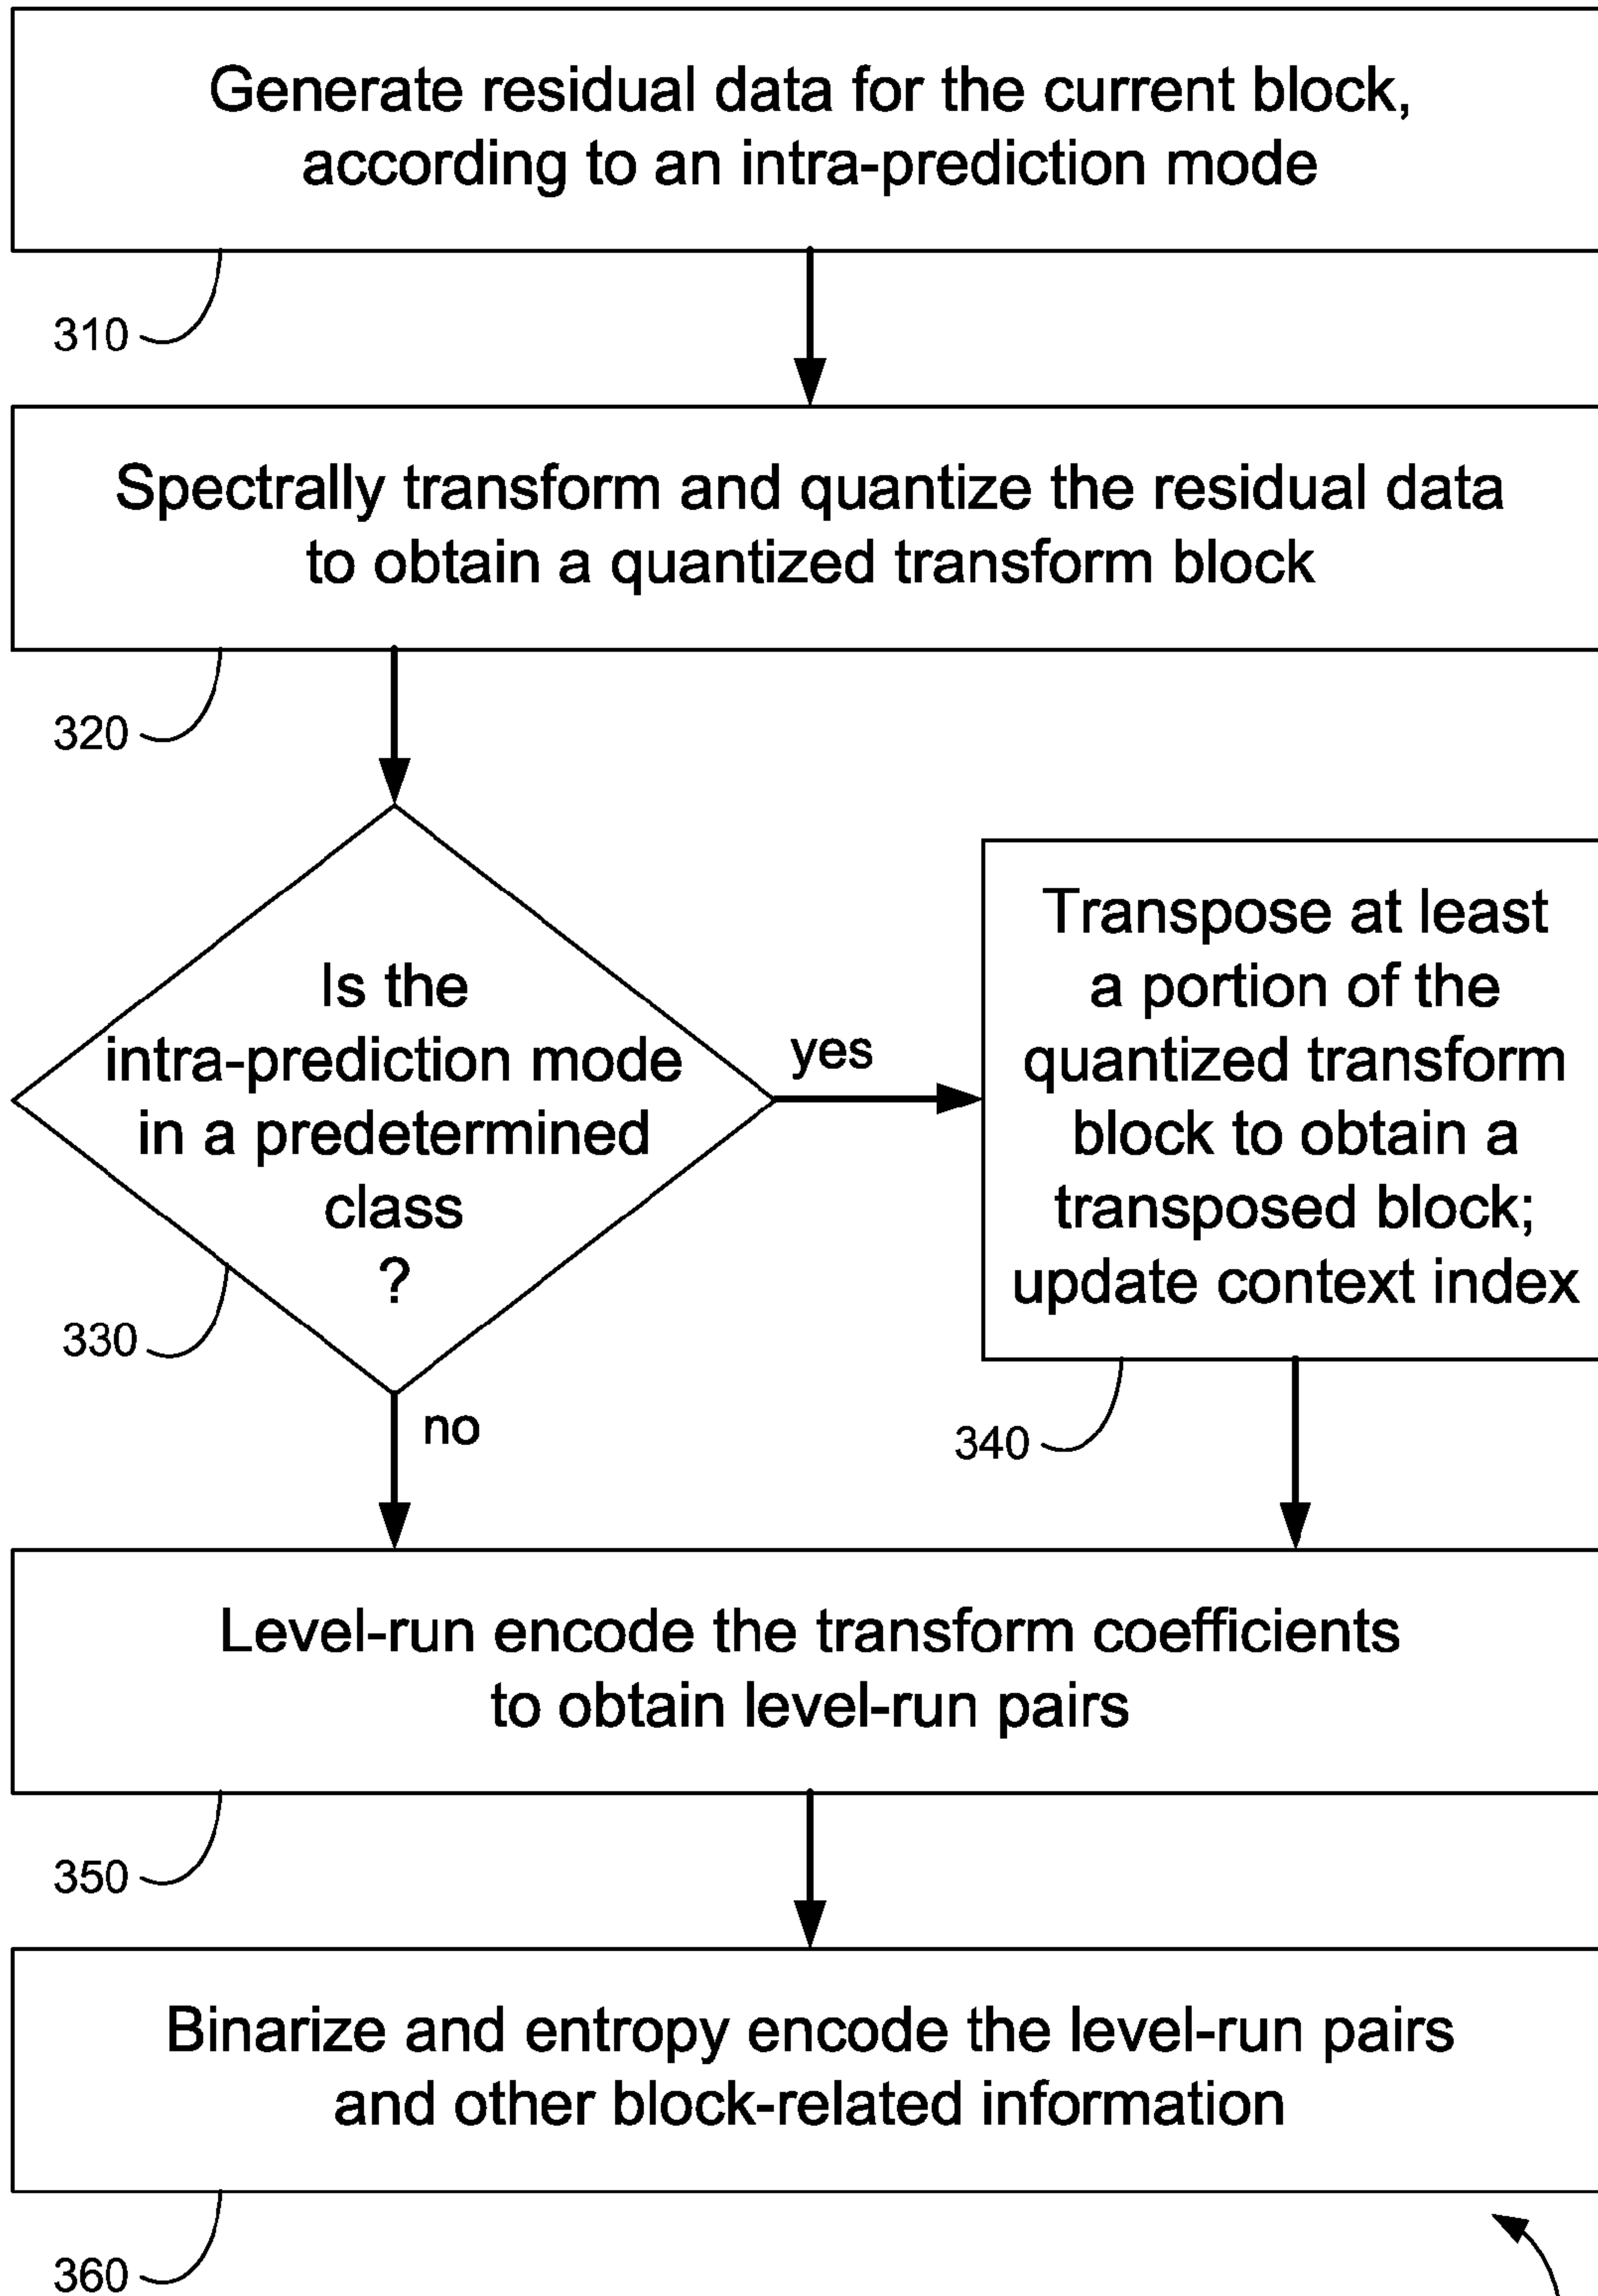 Generate residual data for the current block,
according to an intra-prediction mode
310
Spectrally transform and quantize the residual data
to obtain a quantized transform block
320
Is the
intra-prediction mode
in a predetermined
class
?
330
yes
no
Transpose at least
a portion of the
quantized transform
block to obtain a
transposed block;
update context index
340
Level-run encode the transform coefficients
to obtain level-run pairs
350
Binarize and entropy encode the level-run pairs
and other block-related information
360